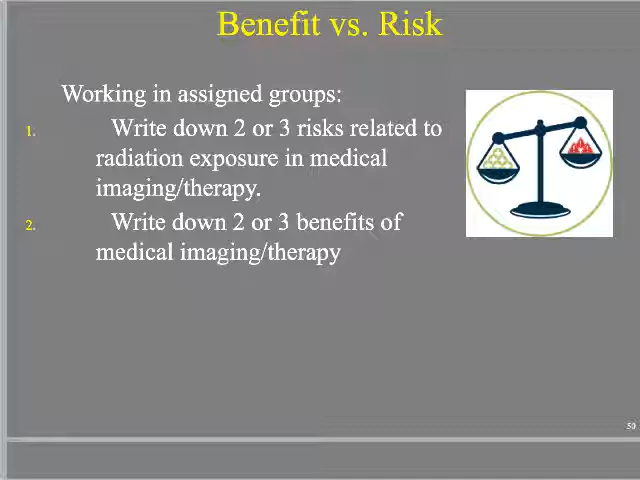 Benefit vs. Risk
Working in assigned groups:
1. Write down 2 or 3 risks related to
radiation exposure in medical
imaging/therapy.
2. Write down 2 or 3 benefits of
medical imaging/therapy
50